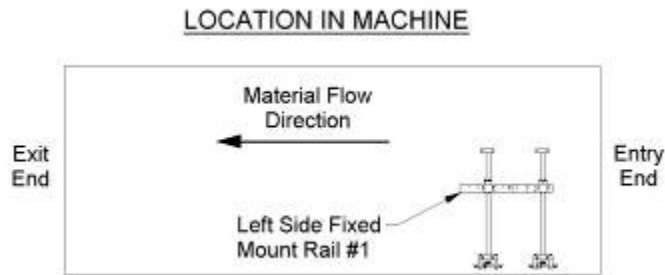 LOCATION IN MACHINE
Material Flow
Direction
Exit
End
Entry
End
Left Side Fixed
Mount Rail #1